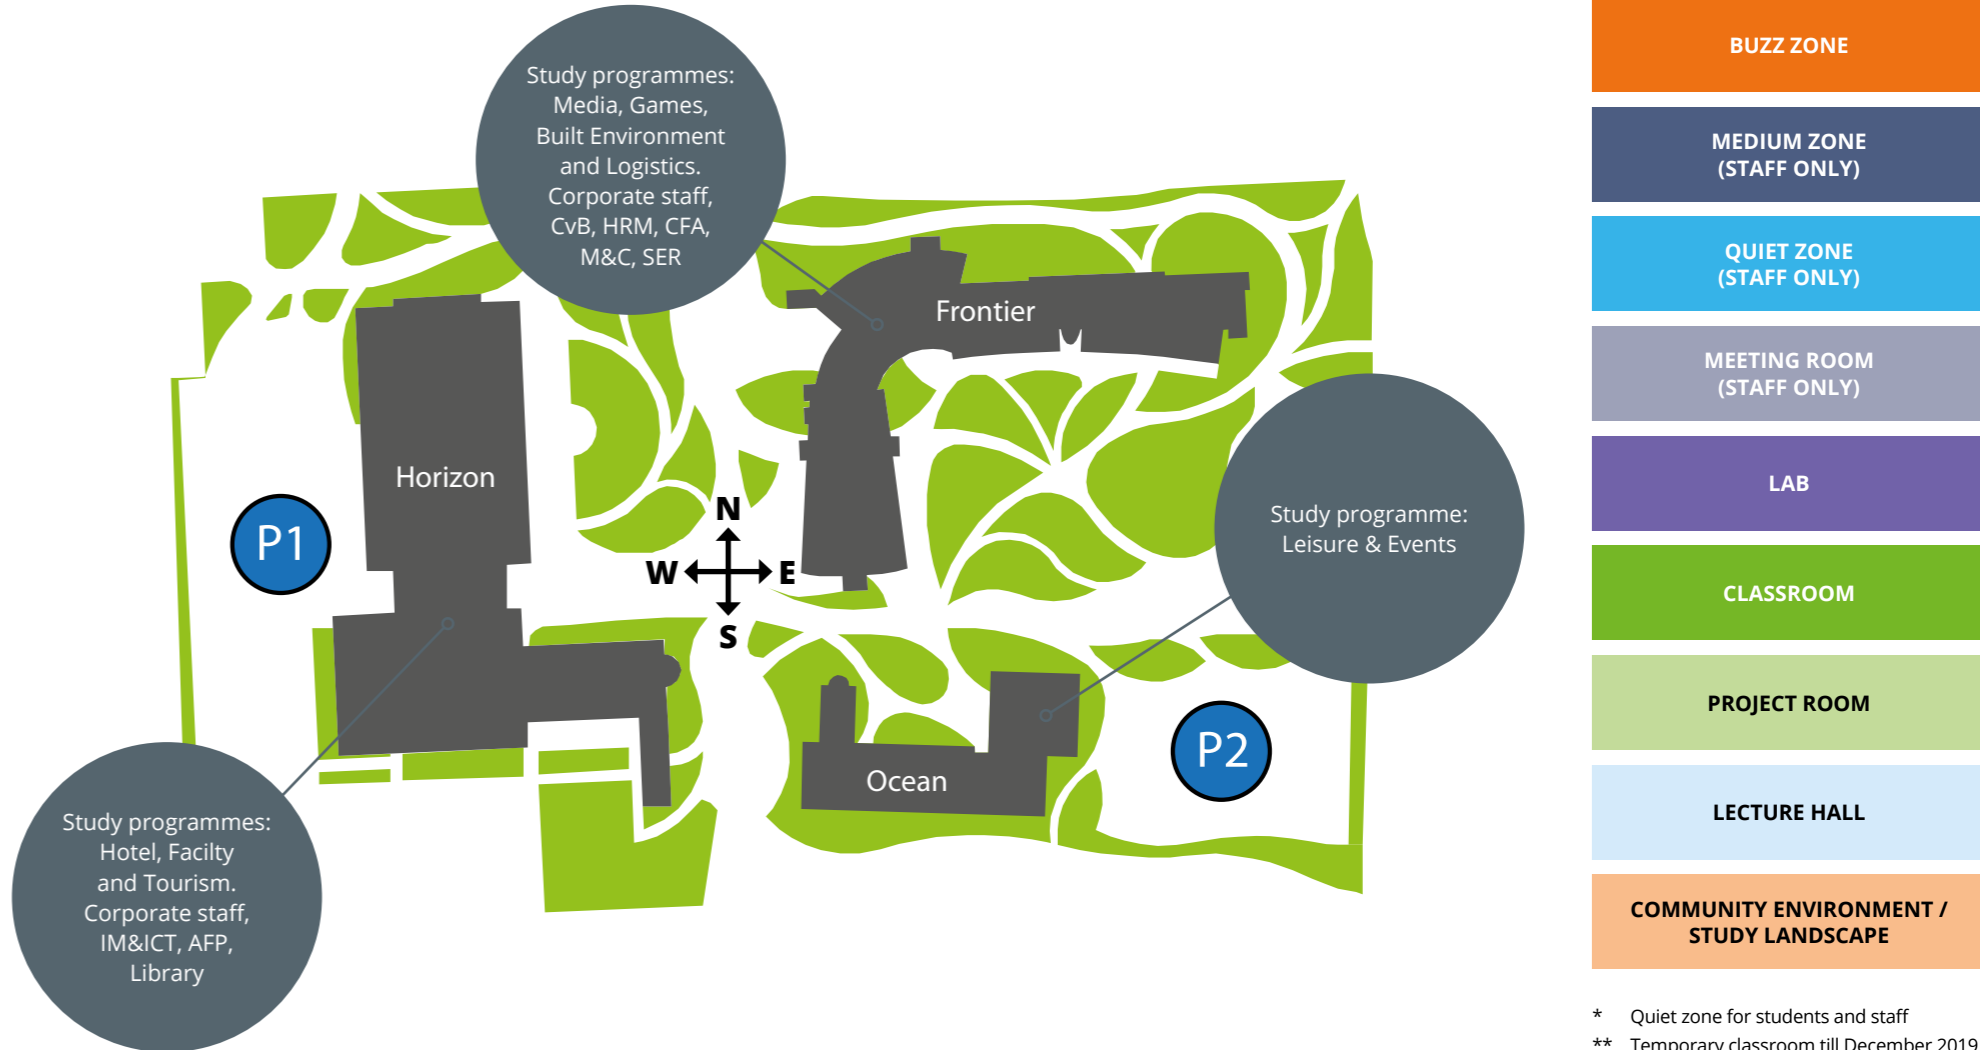 Study programmes:
Media, Games,
Built Environment
and Logistics.
Corporate staff,
CvB, HRM, CFA,
M&C, SER
Frontier
Horizon
P1
N
W
E
S
Study programme:
Leisure & Events
P2
Ocean
Study programmes:
Hotel, Facilty
and Tourism.
Corporate staff,
IM&ICT, AFP,
Library
BUZZ ZONE
MEDIUM ZONE
(STAFF ONLY)
QUIET ZONE
(STAFF ONLY)
MEETING ROOM
(STAFF ONLY)
LAB
CLASSROOM
PROJECT ROOM
LECTURE HALL
COMMUNITY ENVIRONMENT /
STUDY LANDSCAPE
* Quiet zone for students and staff
** Temporary classroom till December 2019